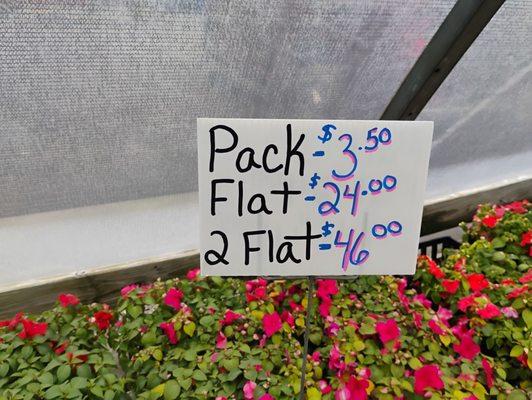 Pack - $3.50
Flat - $24.00
2 Flat - $46.00